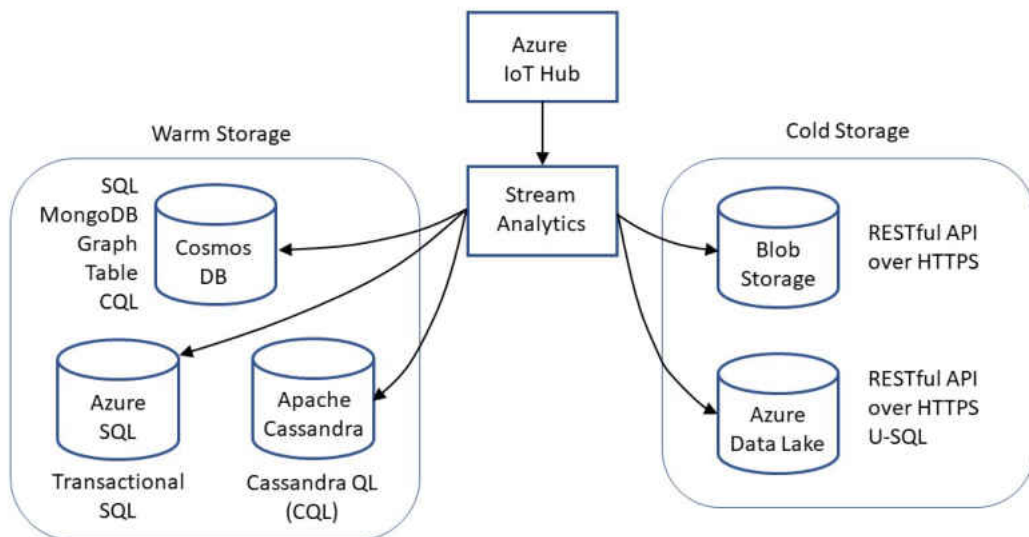 Azure
IoT Hub
Warm Storage
Cold Storage
Stream
Analytics
SQL
MongoDB
Graph
Table
CQL
Cosmos
DB
Azure
SQL
Transactional
SQL
Apache
Cassandra
Cassandra QL
(CQL)
Blob
Storage
RESTful API
over HTTPS
Azure
Data Lake
RESTful API
over HTTPS
U-SQL